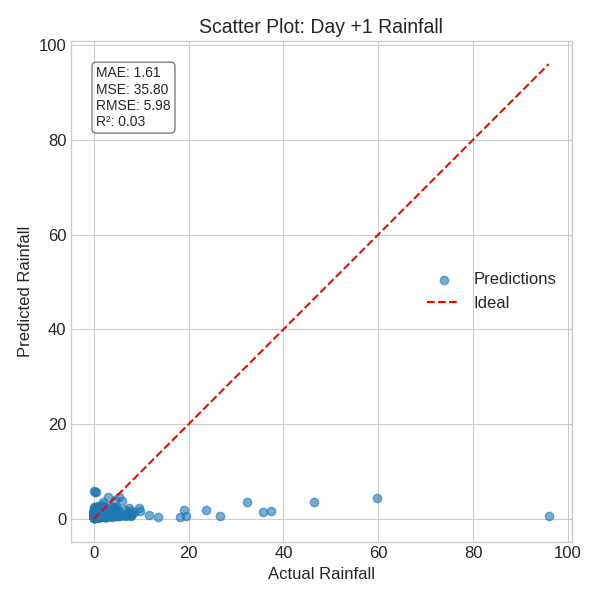 Scatter Plot: Day +1 Rainfall
100
80
60
40
20
0
MAE: 1.61
MSE: 35.80
RMSE: 5.98
R²: 0.03
Predictions
Ideal
Predicted Rainfall
0
20
40
60
80
100
Actual Rainfall